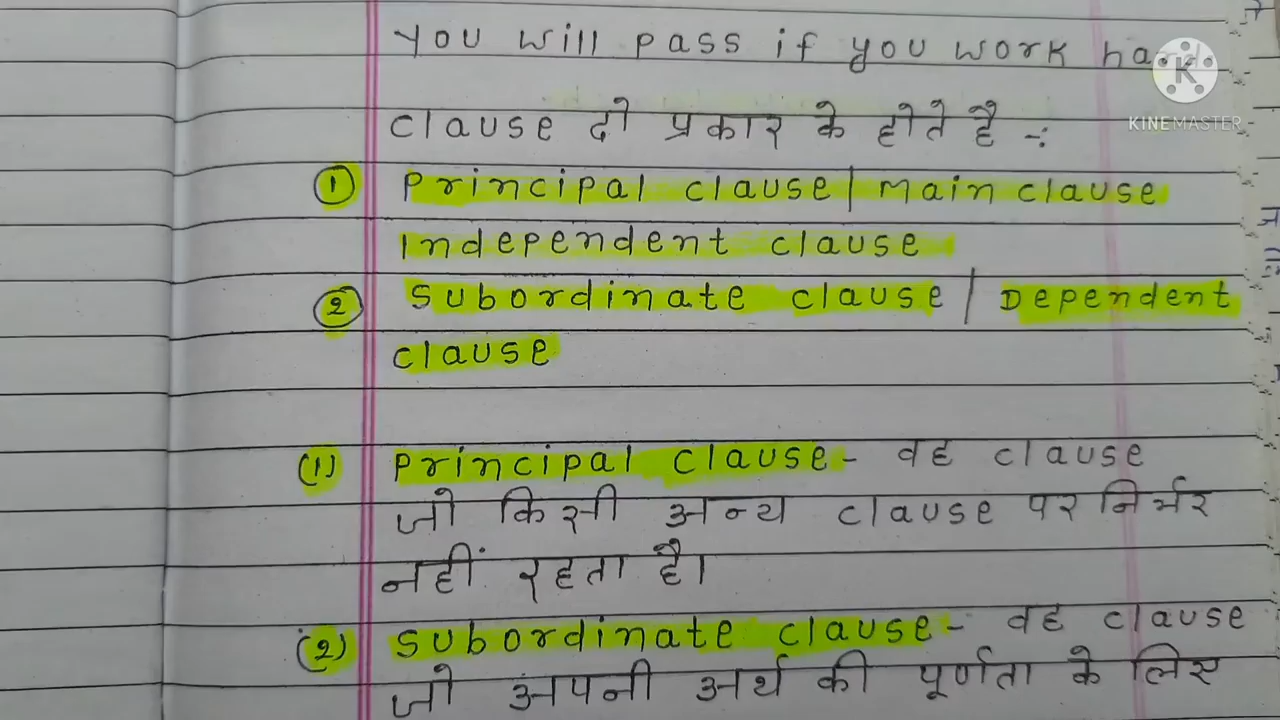 You will pass if you work hard
K
KINEMASTER
clause दो प्रकार के होते है -:
① Principal clause | Main clause
Independent clause
② Subordinate clause | Dependent
clause
(1) Principal clause - वह clause
जो किसी अन्य clause पर निर्भर
नहीं रहता है।
(2) Subordinate clause - वह clause
जो अपनी अर्थ की पूर्णता के लिए